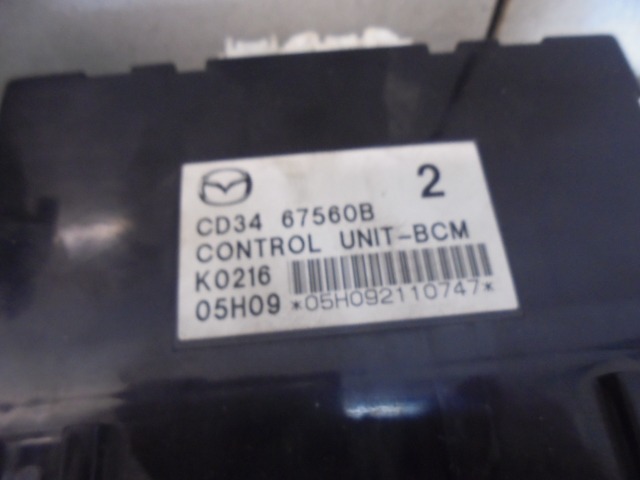 2
CD34 67560B
CONTROL UNIT-BCM
K0216
05H09 *05H092110747*